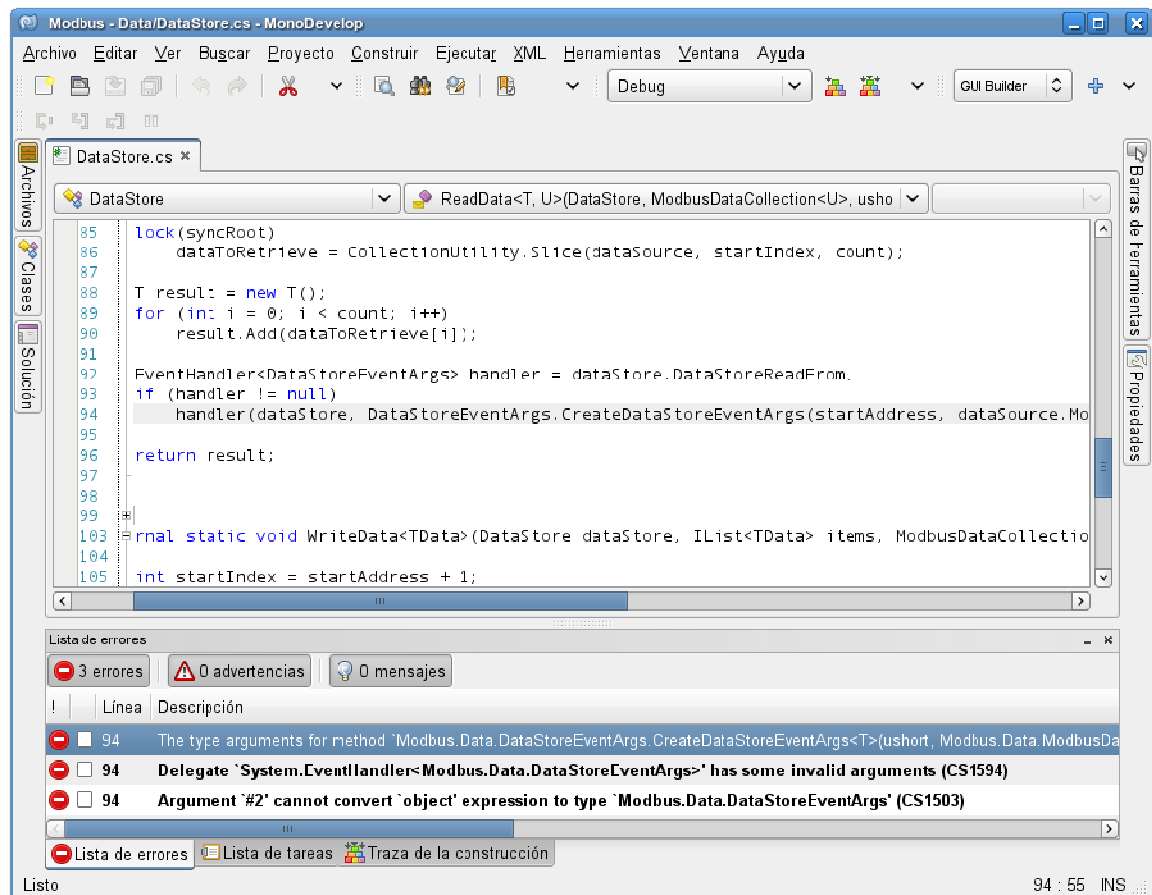 Modbus - Data/DataStore.cs - MonoDevelop
Archivo Editar Ver Buscar Proyecto Construir Ejecutar XML Herramientas Ventana Ayuda
Debug GUI Builder
DataStore.cs
DataStore ReadData<T, U>(DataStore, ModbusDataCollection<U>, usho
Archivos
Clases
Solución
85 lock(syncRoot)
86 dataToRetrieve = CollectionUtility.Slice(dataSource, startIndex, count);
87
88 T result = new T();
89 for (int i = 0; i < count; i++)
90 result.Add(dataToRetrieve[i]);
91
92 EventHandler<DataStoreEventArgs> handler = dataStore.DataStoreReadFrom;
93 if (handler != null)
94 handler(dataStore, DataStoreEventArgs.CreateDataStoreEventArgs(startAddress, dataSource.Mo
95
96 return result;
97
98
99
103 rnal static void WriteData<TData>(DataStore dataStore, IList<TData> items, ModbusDataCollectio
104
105 int startIndex = startAddress + 1;
Barras de herramientas
Propiedades
Lista de errores
3 errores 0 advertencias 0 mensajes
! Línea Descripción
94 The type arguments for method `Modbus.Data.DataStoreEventArgs.CreateDataStoreEventArgs<T>(ushort, Modbus.Data.ModbusDa
94 Delegate `System.EventHandler<Modbus.Data.DataStoreEventArgs>' has some invalid arguments (CS1594)
94 Argument `#2' cannot convert `object' expression to type `Modbus.Data.DataStoreEventArgs' (CS1503)
Lista de errores Lista de tareas Traza de la construcción
Listo 94 : 55 INS